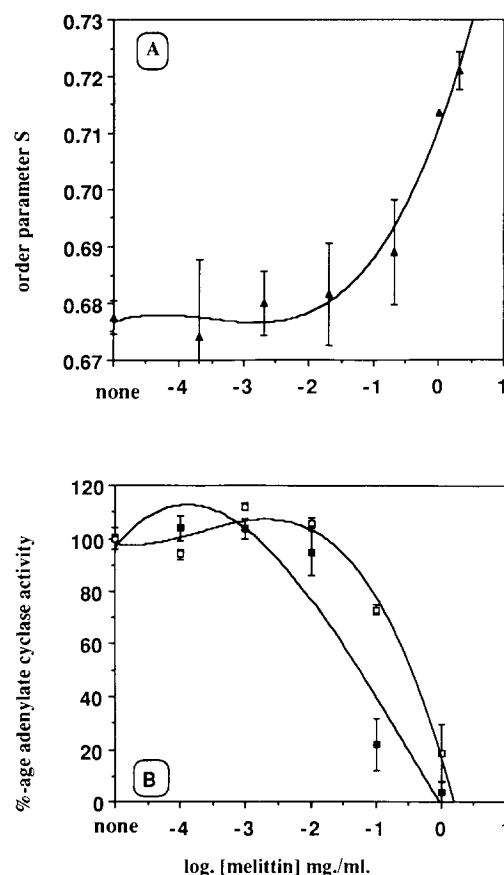 0.73
A
0.72
0.71
0.70
0.69
0.68
0.67
order parameter S
none -4 -3 -2 -1 0 1
120
100
80
60
40
20
0
B
%-age adenylate cyclase activity
none -4 -3 -2 -1 0 1
log. [melittin] mg./ml.